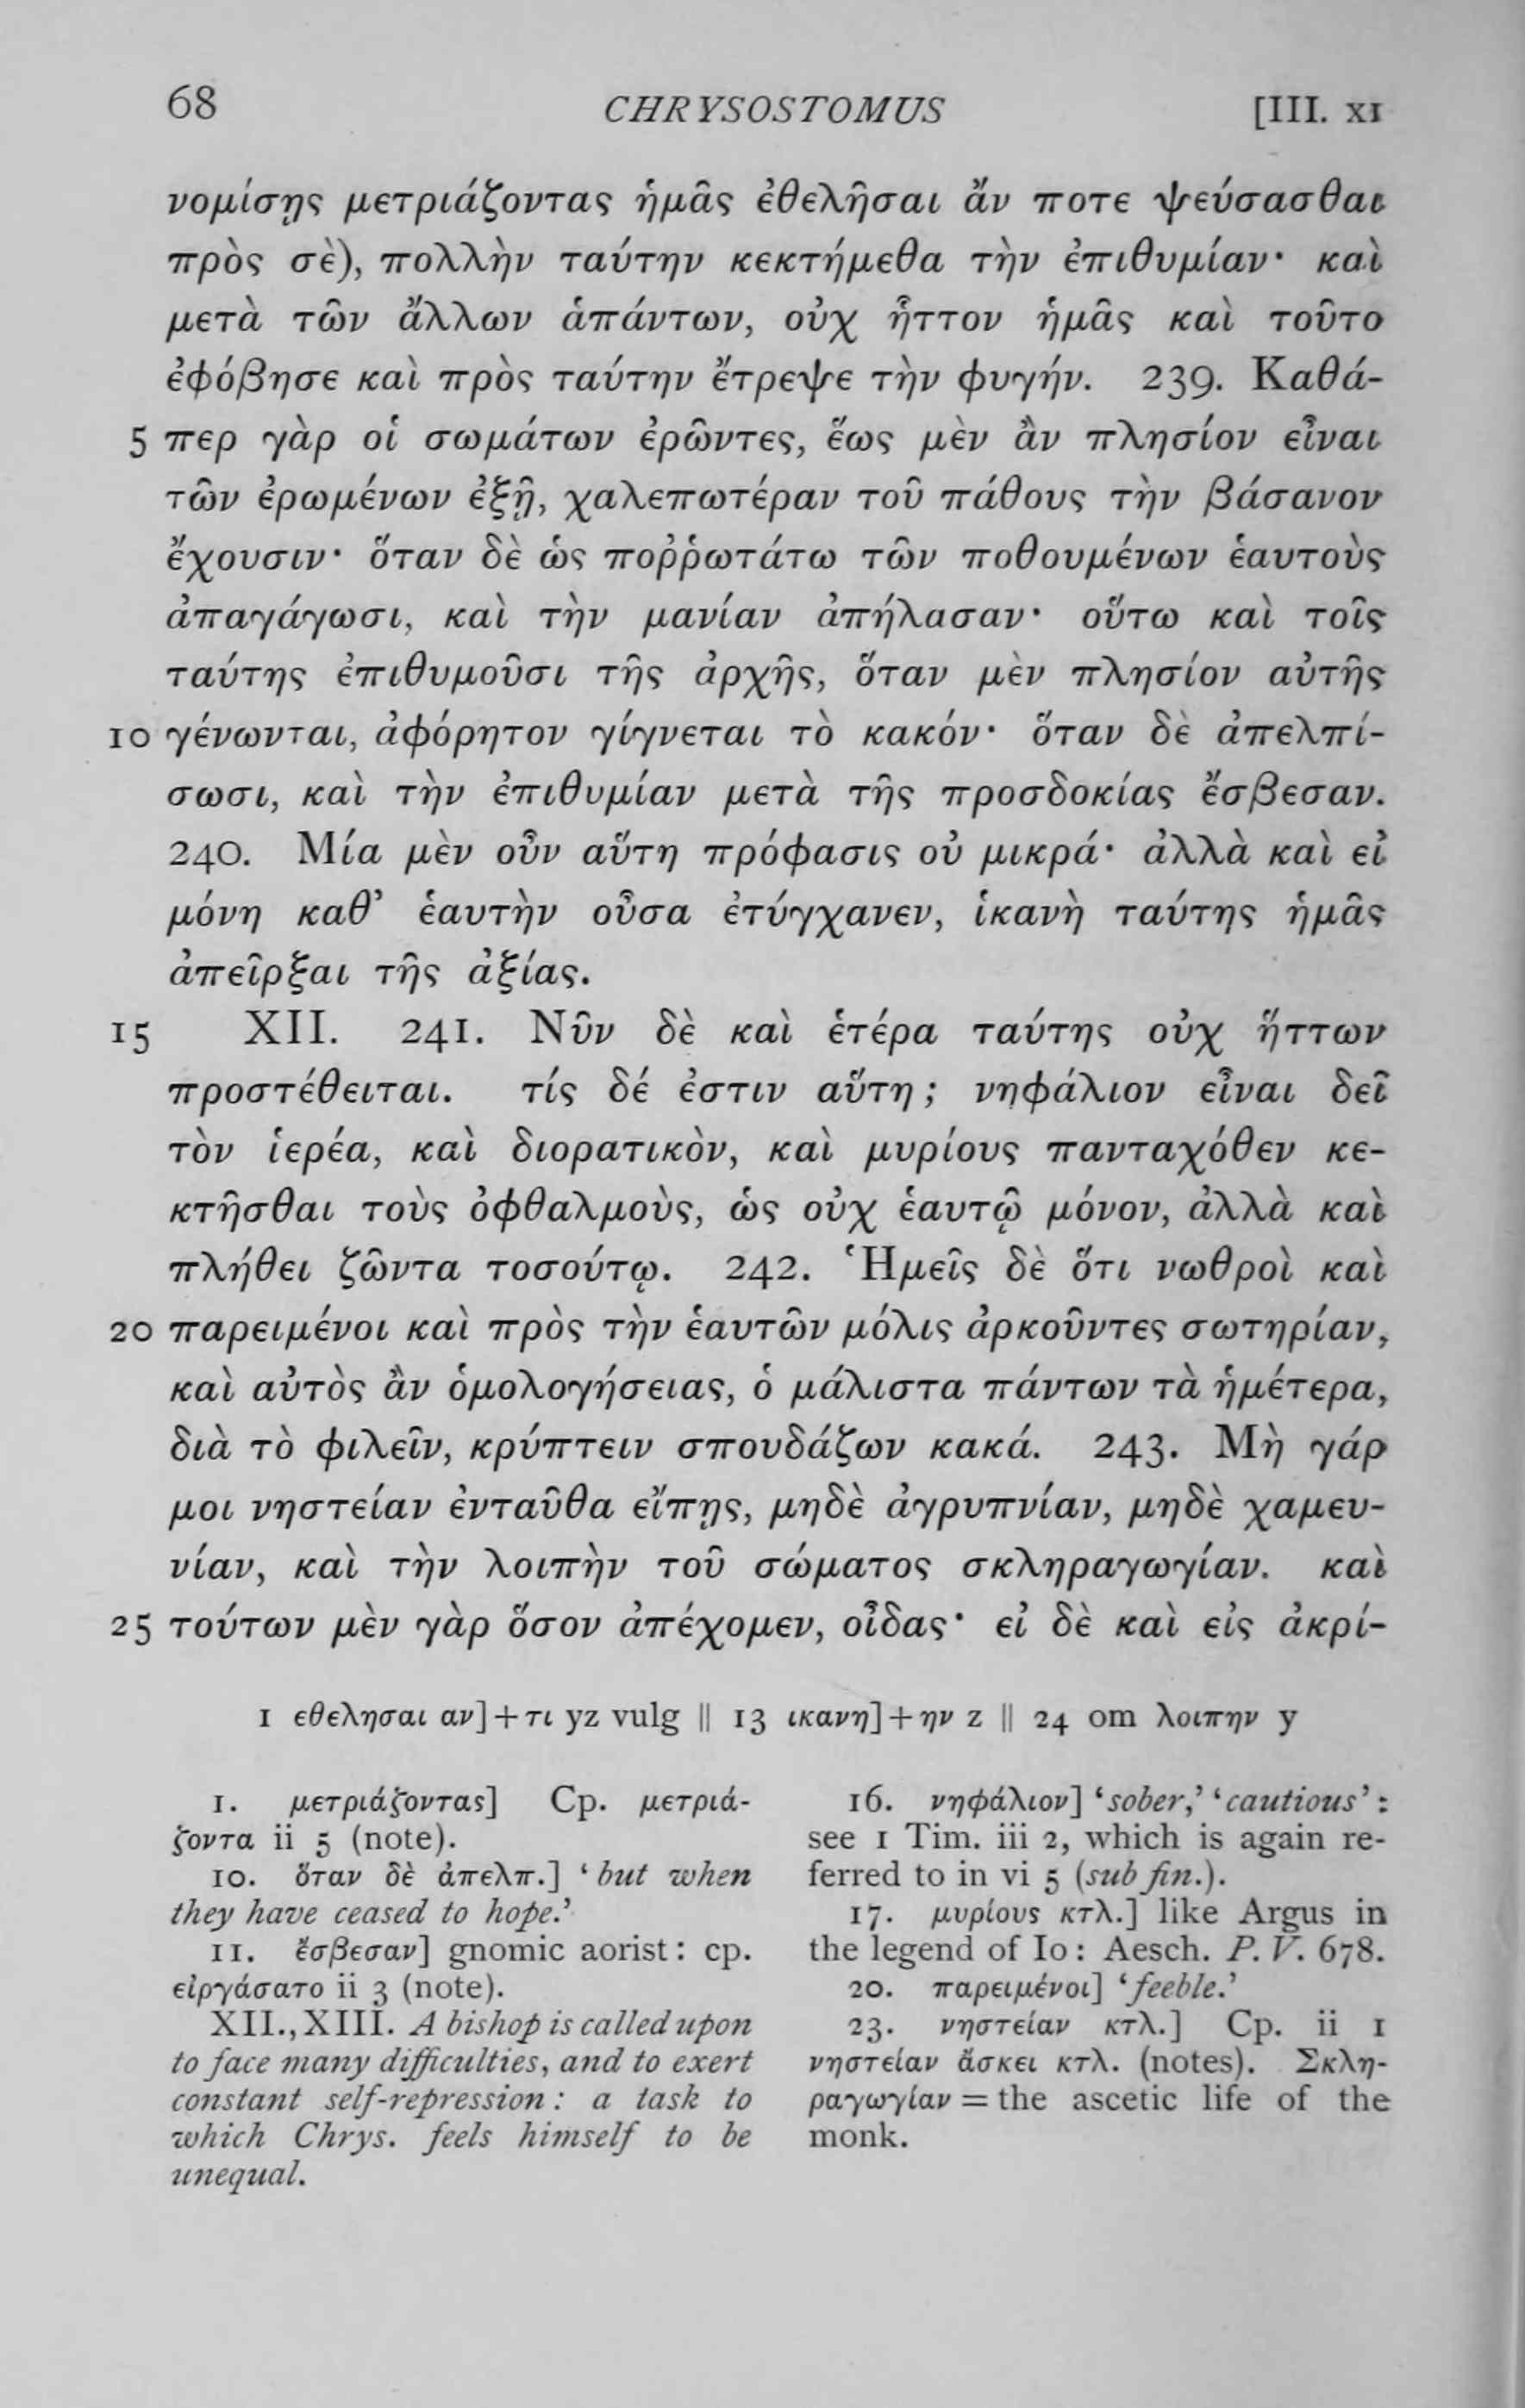 68 CHRYSOSTOMUS [III. XI
νομίσῃς μετριάζοντας ἡμᾶς ἐθελῆσαι ἄν ποτε ψεύσασθαι
πρὸς σὲ), πολλὴν ταύτην κεκτήμεθα τὴν ἐπιθυμίαν· καὶ
μετὰ τῶν ἄλλων ἁπάντων, οὐχ ἧττον ἡμᾶς καὶ τοῦτο
ἐφόβησε καὶ πρὸς ταύτην ἔτρεψε τὴν φυγήν. 239. Καθά-
5 περ γὰρ οἱ σωμάτων ἐρῶντες, ἕως μὲν ἂν πλησίον εἶναι
τῶν ἐρωμένων ἐξῇ, χαλεπωτέραν τοῦ πάθους τὴν βάσανον
ἔχουσιν· ὅταν δὲ ὡς ποῤῥωτάτω τῶν ποθουμένων ἑαυτοὺς
ἀπαγάγωσι, καὶ τὴν μανίαν ἀπήλασαν· οὕτω καὶ τοῖς
ταύτης ἐπιθυμοῦσι τῆς ἀρχῆς, ὅταν μὲν πλησίον αὐτῆς
10 γένωνται, ἀφόρητον γίγνεται τὸ κακόν· ὅταν δὲ ἀπελπί-
σωσι, καὶ τὴν ἐπιθυμίαν μετὰ τῆς προσδοκίας ἔσβεσαν.
240. Μία μὲν οὖν αὕτη πρόφασις οὐ μικρά· ἀλλὰ καὶ εἰ
μόνη καθ’ ἑαυτὴν οὖσα ἐτύγχανεν, ἱκανὴ ταύτης ἡμᾶς
ἀπεῖρξαι τῆς ἀξίας.
15 XII. 241. Νῦν δὲ καὶ ἑτέρα ταύτης οὐχ ἥττων
προστέθειται. τίς δέ ἐστιν αὕτη; νηφάλιον εἶναι δεῖ
τὸν ἱερέα, καὶ διορατικὸν, καὶ μυρίους πανταχόθεν κε-
κτῆσθαι τοὺς ὀφθαλμοὺς, ὡς οὐχ ἑαυτῷ μόνον, ἀλλὰ καὶ
πλήθει ζῶντα τοσούτῳ. 242. Ἡμεῖς δὲ ὅτι νωθροὶ καὶ
20 παρειμένοι καὶ πρὸς τὴν ἑαυτῶν μόλις ἀρκοῦντες σωτηρίαν,
καὶ αὐτὸς ἂν ὁμολογήσειας, ὁ μάλιστα πάντων τὰ ἡμέτερα,
διὰ τὸ φιλεῖν, κρύπτειν σπουδάζων κακά. 243. Μὴ γάρ
μοι νηστείαν ἐνταῦθα εἴπῃς, μηδὲ ἀγρυπνίαν, μηδὲ χαμευ-
νίαν, καὶ τὴν λοιπὴν τοῦ σώματος σκληραγωγίαν. καὶ
25 τούτων μὲν γὰρ ὅσον ἀπέχομεν, οἶδας· εἰ δὲ καὶ εἰς ἀκρί-
1 εθελησαι αν]+τι yz vulg || 13 ικανη]+ην z || 24 om λοιπην y
1. μετριάζοντας] Cp. μετριά-
ζοντα ii 5 (note).
10. ὅταν δὲ ἀπελπ.] ‘but when
they have ceased to hope.’
11. ἔσβεσαν] gnomic aorist: cp.
εἰργάσατο ii 3 (note).
XII., XIII. A bishop is called upon
to face many difficulties, and to exert
constant self-repression: a task to
which Chrys. feels himself to be
unequal.
16. νηφάλιον] ‘sober,’ ‘cautious’:
see 1 Tim. iii 2, which is again re-
ferred to in vi 5 (sub fin.).
17. μυρίους κτλ.] like Argus in
the legend of Io: Aesch. P. V. 678.
20. παρειμένοι] ‘feeble.’
23. νηστείαν κτλ.] Cp. ii 1
νηστείαν ἄσκει κτλ. (notes). Σκλη-
ραγωγίαν = the ascetic life of the
monk.